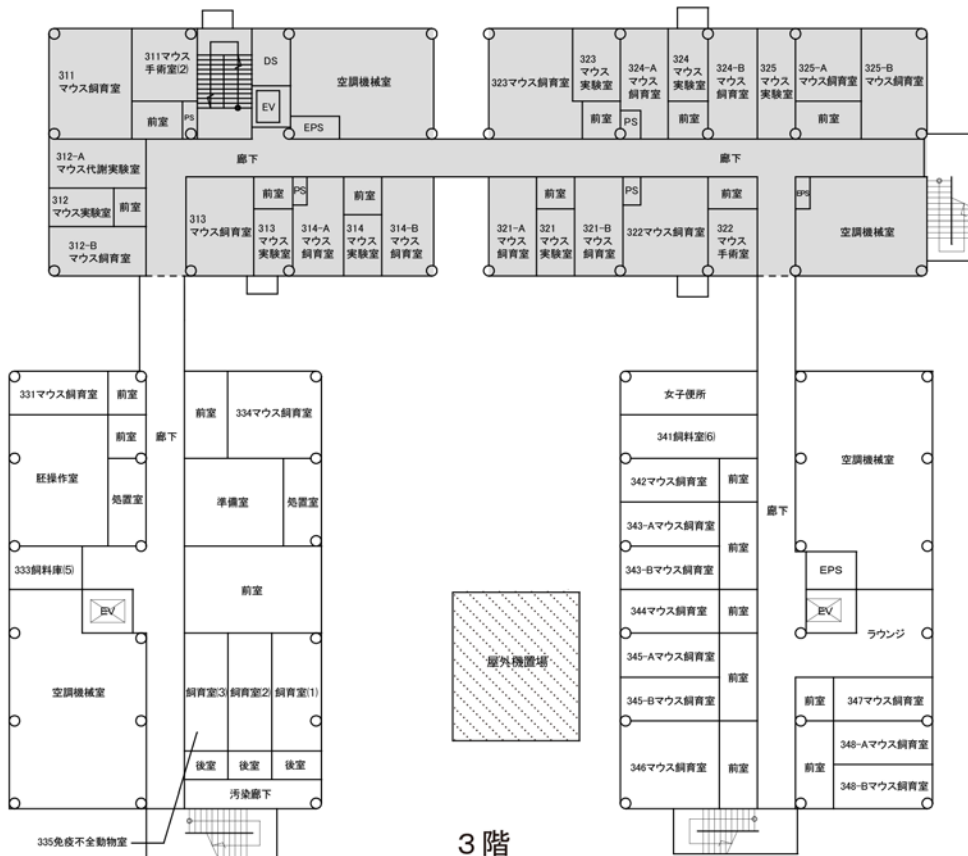 311
マウス飼育室
311マウス
手術室(2)
前室
PS
DS
EV
EPS
空調機械室
323マウス飼育室
323
マウス
実験室
前室
324-A
マウス
飼育室
PS
324
マウス
実験室
前室
324-B
マウス
飼育室
325
マウス
実験室
325-A
マウス飼育室
前室
325-B
マウス飼育室
312-A
マウス代謝実験室
312
マウス実験室
前室
312-B
マウス飼育室
廊下
廊下
313
マウス飼育室
前室
313
マウス
実験室
PS
314-A
マウス
飼育室
前室
314
マウス
実験室
314-B
マウス
飼育室
321-A
マウス
飼育室
前室
321
マウス
実験室
321-B
マウス
飼育室
PS
322マウス飼育室
前室
322
マウス
手術室
EPS
空調機械室
331マウス飼育室
前室
前室
胚操作室
処置室
333飼料庫(5)
EV
空調機械室
廊下
前室
334マウス飼育室
準備室
処置室
前室
飼育室(3)
飼育室(2)
飼育室(1)
後室
後室
後室
汚染廊下
335免疫不全動物室
屋外機置場
女子便所
341飼料室(6)
342マウス飼育室
前室
343-Aマウス飼育室
前室
343-Bマウス飼育室
344マウス飼育室
前室
345-Aマウス飼育室
前室
345-Bマウス飼育室
346マウス飼育室
前室
廊下
空調機械室
EPS
EV
ラウンジ
前室
347マウス飼育室
前室
348-Aマウス飼育室
348-Bマウス飼育室
3階